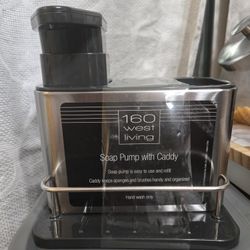 160
west
living
Soap Pump with Caddy
Soap pump is easy to use and refill
Caddy keeps sponges and brushes handy and organized
Hand wash only